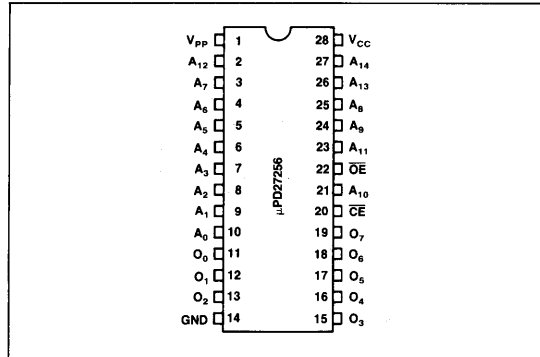 VPP 1 28 VCC
A12 2 27 A14
A7 3 26 A13
A6 4 25 A8
A5 5 24 A9
A4 6 23 A11
A3 7 22 OE
A2 8 21 A10
A1 9 20 CE
A0 10 19 O7
O0 11 18 O6
O1 12 17 O5
O2 13 16 O4
GND 14 15 O3
μPD27256